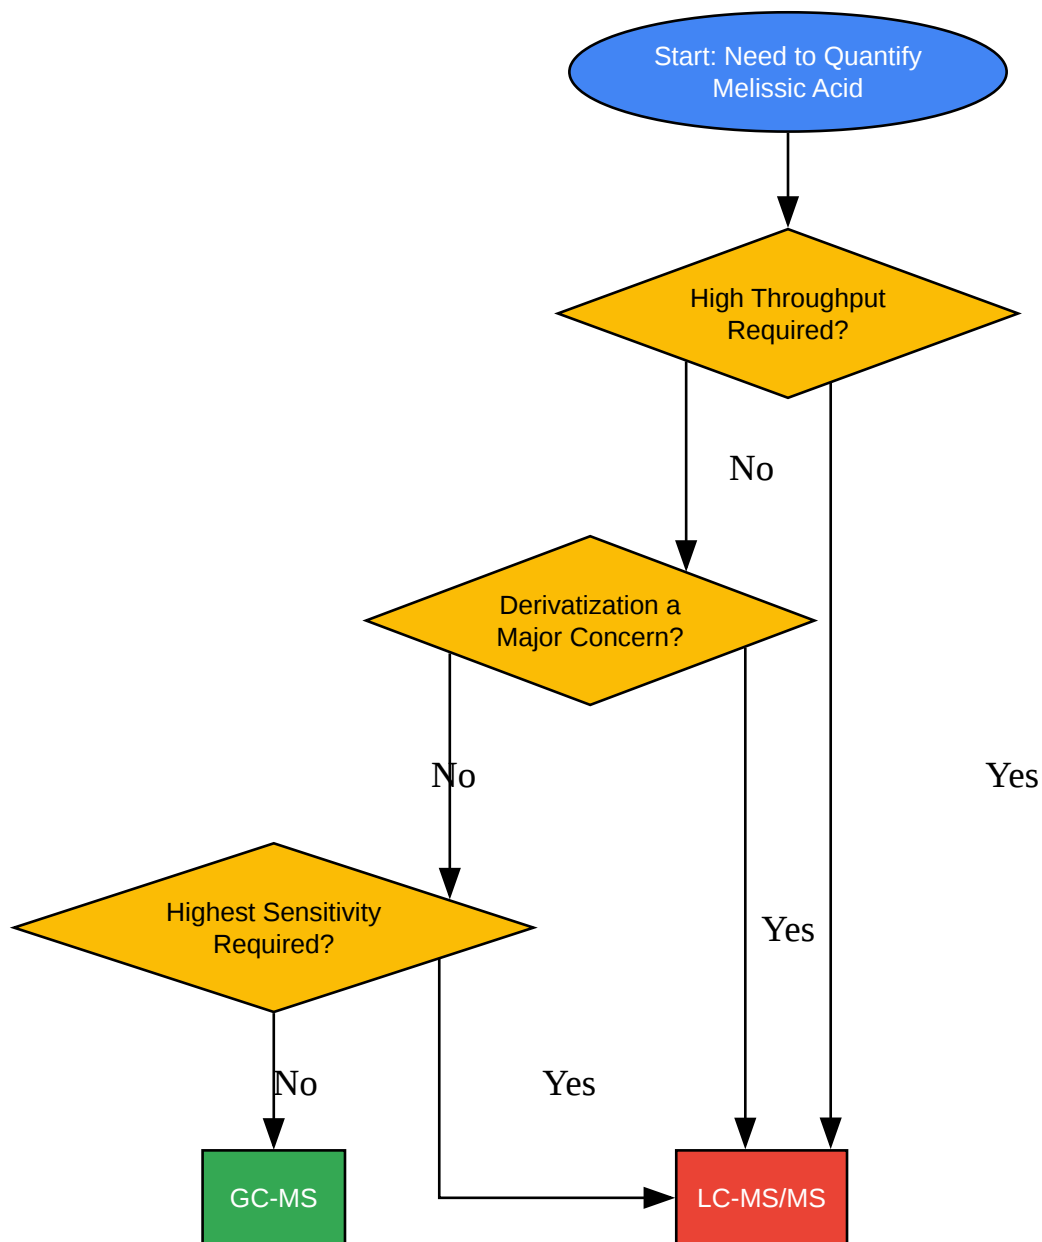 Start: Need to Quantify
Melissic Acid
High Throughput
Required?
No
Derivatization a
Major Concern?
No
Yes
Highest Sensitivity
Required?
Yes
No
Yes
GC-MS
LC-MS/MS